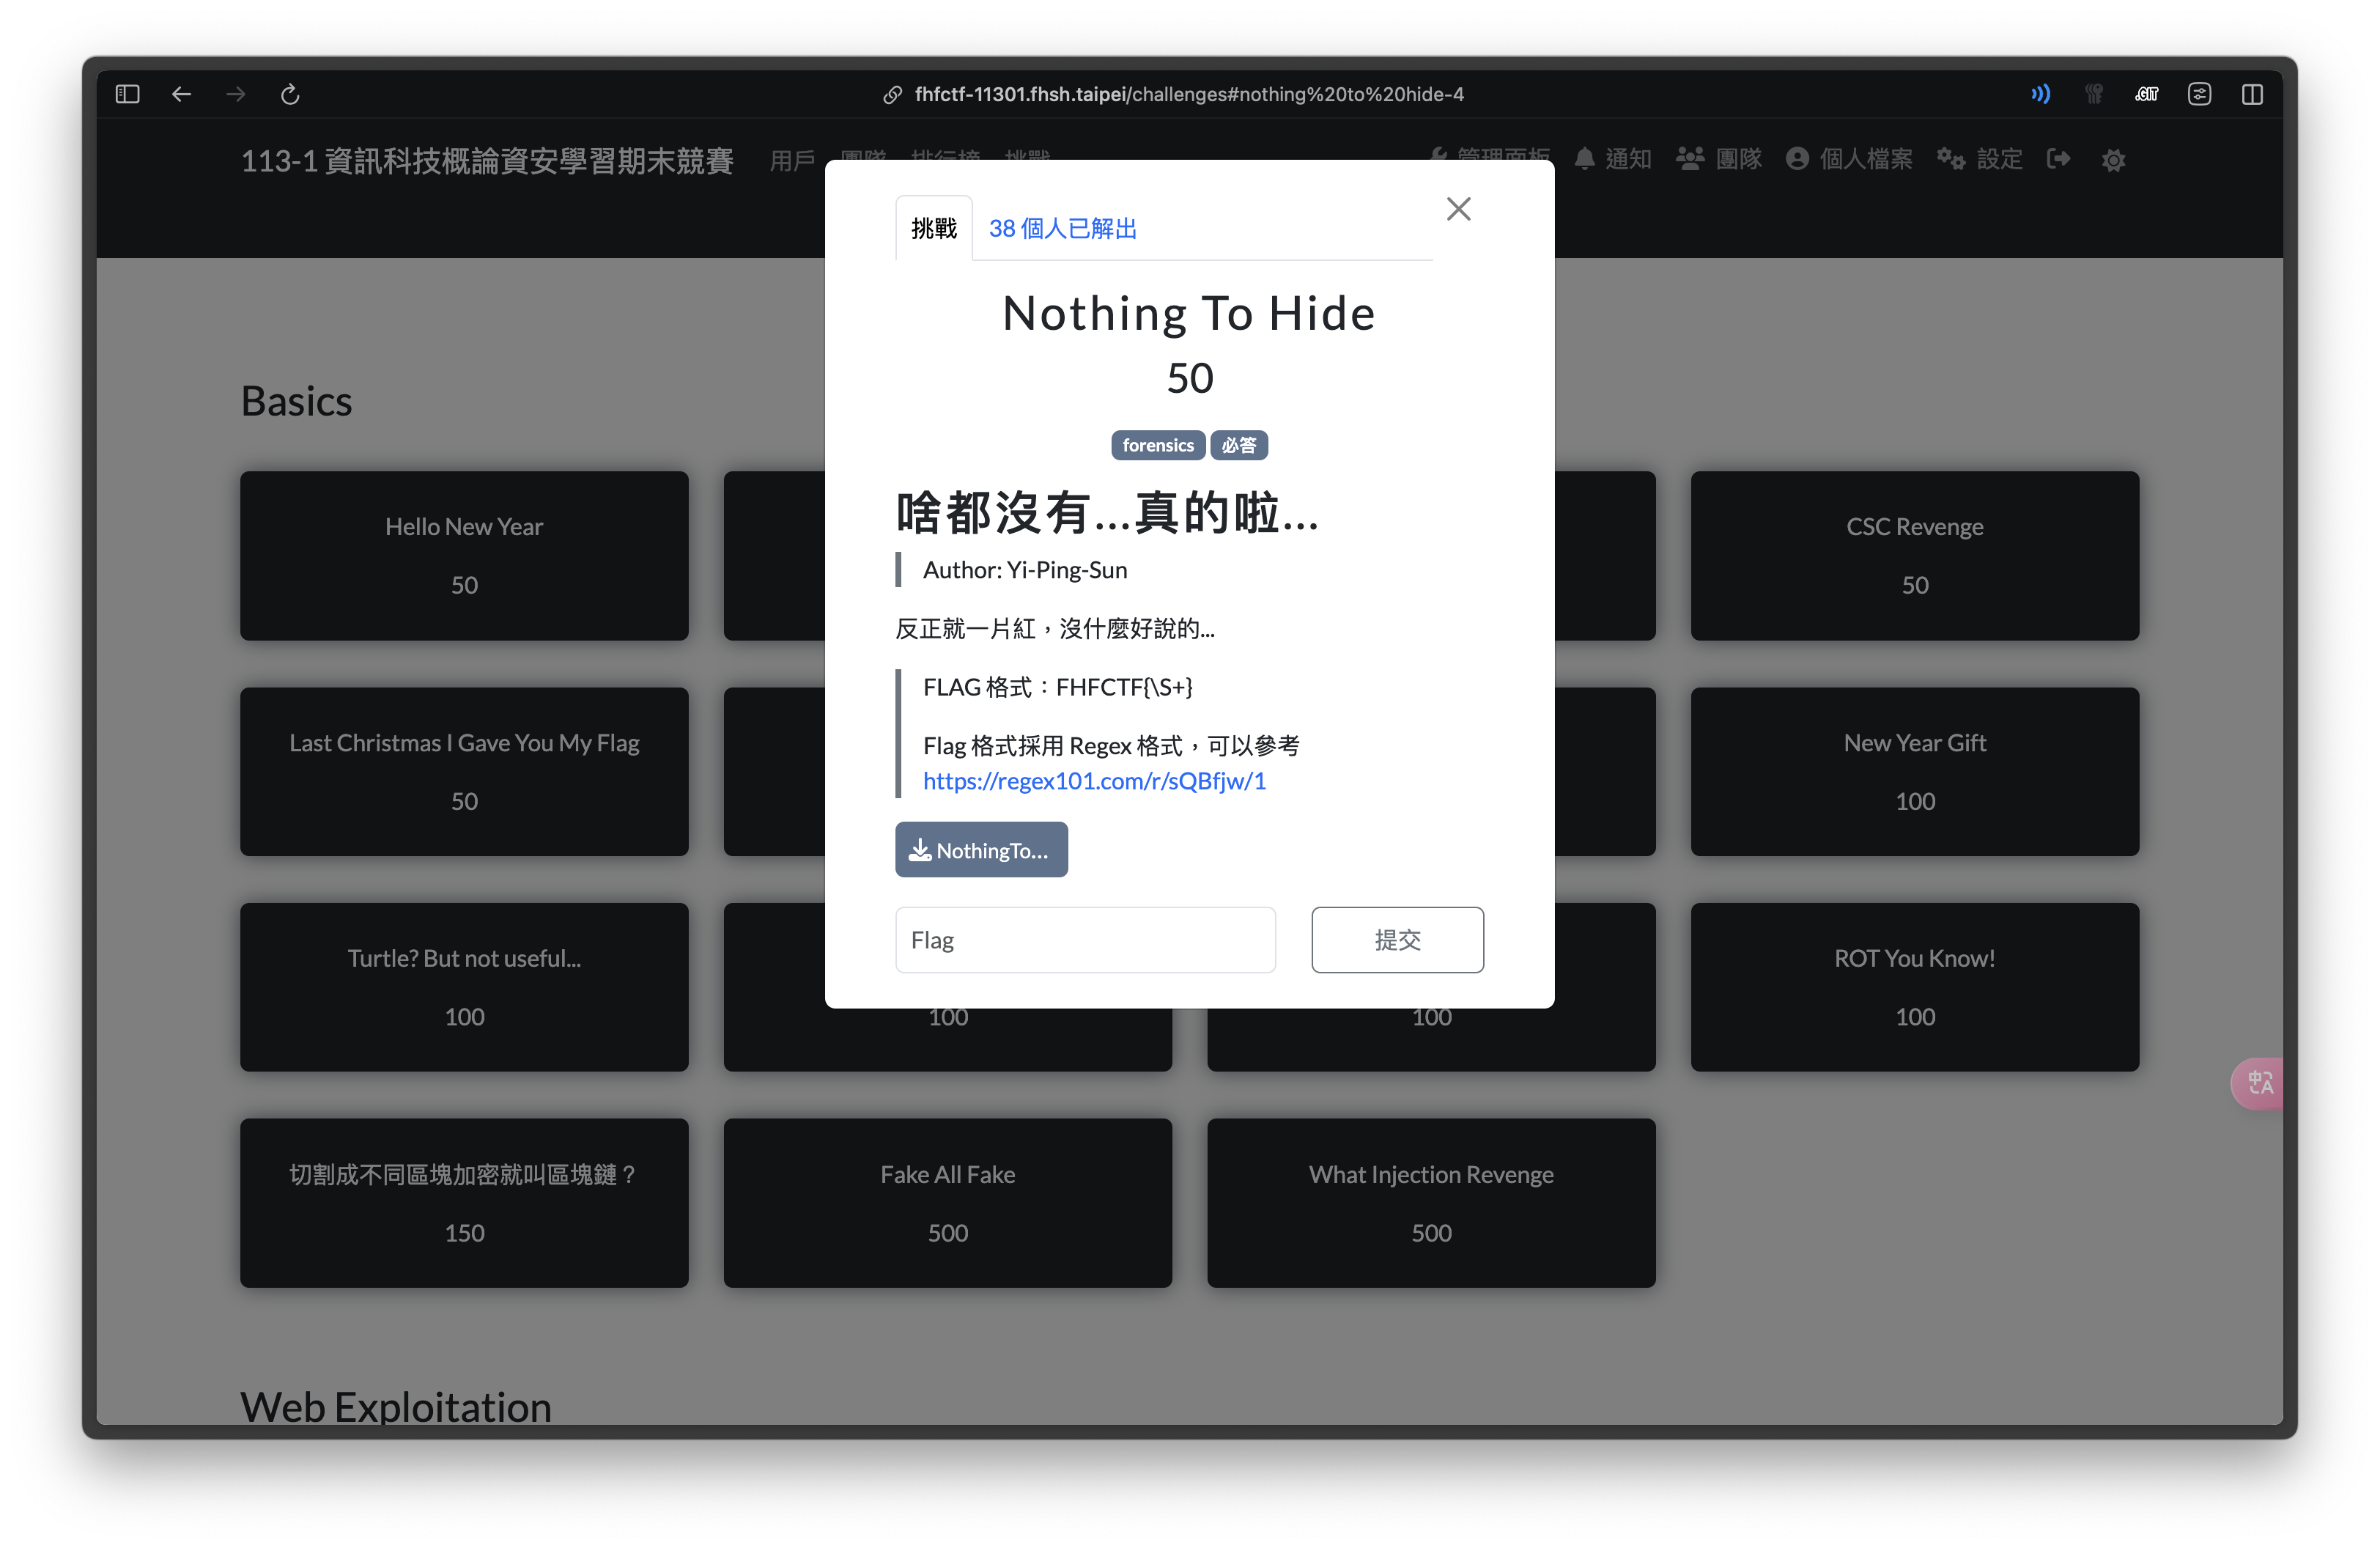 fhfctf-11301.fhsh.taipei/challenges#nothing%20to%20hide-4
.GIT
113-1 資訊科技概論資安學習期末競賽
用戶 團隊 排行榜 挑戰
管理面板 通知 團隊 個人檔案 設定
挑戰
38 個人已解出
Nothing To Hide
50
forensics 必答
啥都沒有...真的啦...
Author: Yi-Ping-Sun
反正就一片紅，沒什麼好說的...
FLAG 格式：FHFCTF{\S+}
Flag 格式採用 Regex 格式，可以參考
https://regex101.com/r/sQBfjw/1
NothingTo...
Flag
提交
Basics
Hello New Year
50
CSC Revenge
50
Last Christmas I Gave You My Flag
50
New Year Gift
100
Turtle? But not useful...
100
100
100
ROT You Know!
100
切割成不同區塊加密就叫區塊鏈？
150
Fake All Fake
500
What Injection Revenge
500
Web Exploitation
中A